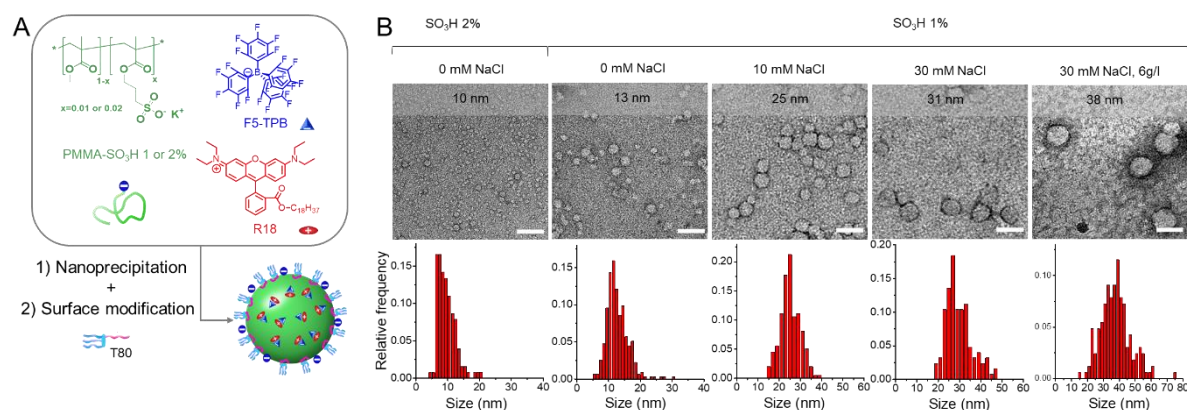 A
1-x
x
x=0.01 or 0.02
K+
PMMA-SO3H 1 or 2%
F5-TPB
R18
OC18H37
1) Nanoprecipitation
+
2) Surface modification
T80
B
SO3H 2%
SO3H 1%
0 mM NaCl
0 mM NaCl
10 mM NaCl
30 mM NaCl
30 mM NaCl, 6g/l
10 nm
13 nm
25 nm
31 nm
38 nm
Relative frequency
0.15
0.10
0.05
0.00
0 10 20 30 40
Size (nm)
0.15
0.10
0.05
0.00
0 10 20 30 40
Size (nm)
0.25
0.20
0.15
0.10
0.05
0.00
0 10 20 30 40 50 60
Size (nm)
0.20
0.15
0.10
0.05
0.00
0 10 20 30 40 50 60
Size (nm)
0.10
0.05
0.00
0 10 20 30 40 50 60 70 80
Size (nm)